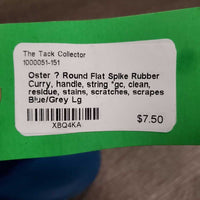 The Tack Collector
1000051-151
Oster ? Round Flat Spike Rubber
Curry, handle, string *gc, clean,
residue, stains, scratches, scrapes
Blue/Grey Lg
XBQ4KA
$7.50